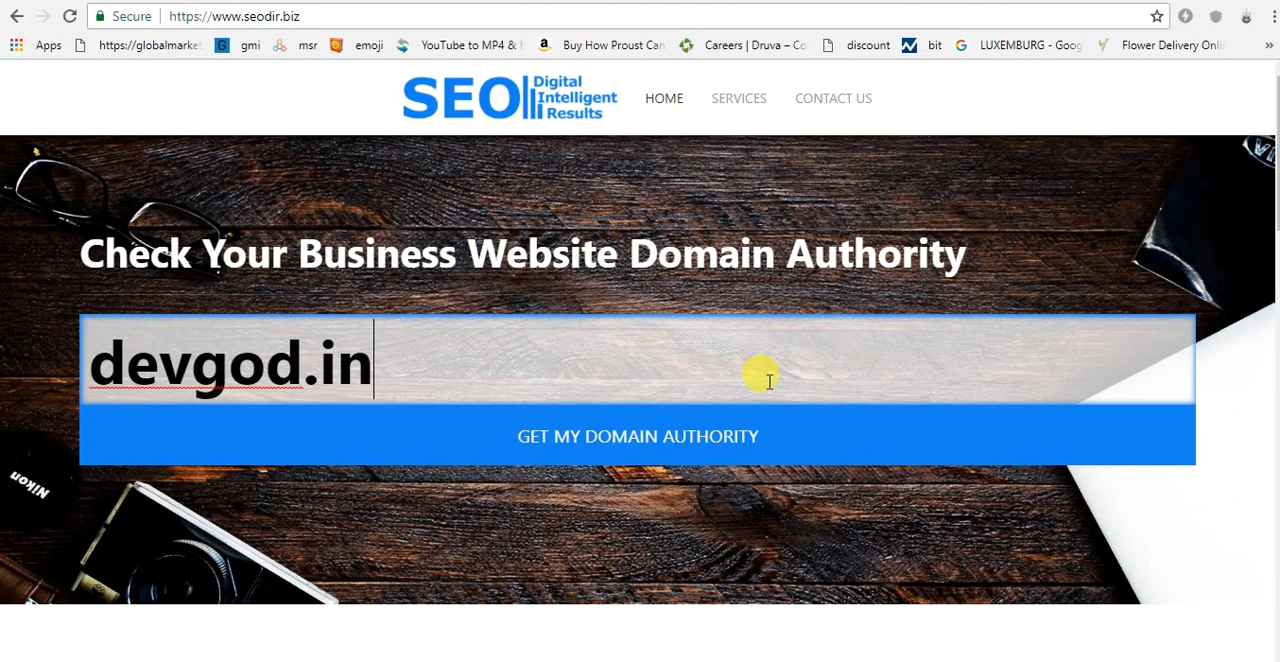 Secure https://www.seodir.biz
Apps https://globalmarket gmi msr emoji YouTube to MP4 & Buy How Proust Can Careers | Druva – Co discount bit LUXEMBURG - Goog Flower Delivery Onli »
SEO Digital Intelligent Results HOME SERVICES CONTACT US
Check Your Business Website Domain Authority
devgod.in
GET MY DOMAIN AUTHORITY
Nikon